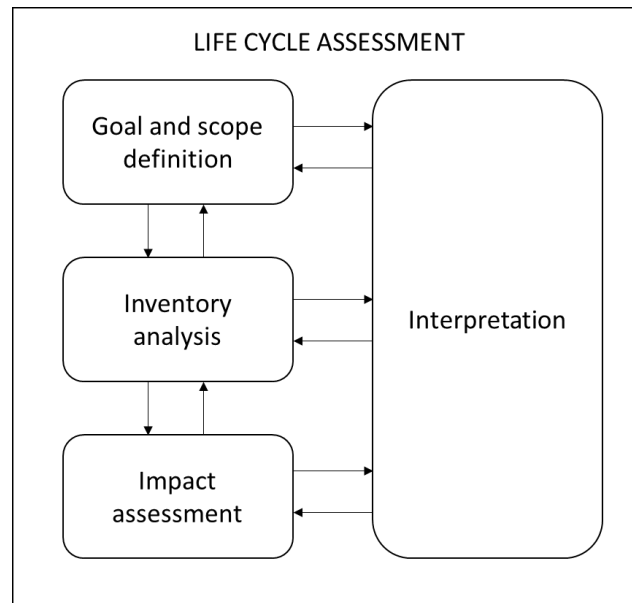 LIFE CYCLE ASSESSMENT
Goal and scope
definition
Inventory
analysis
Interpretation
Impact
assessment